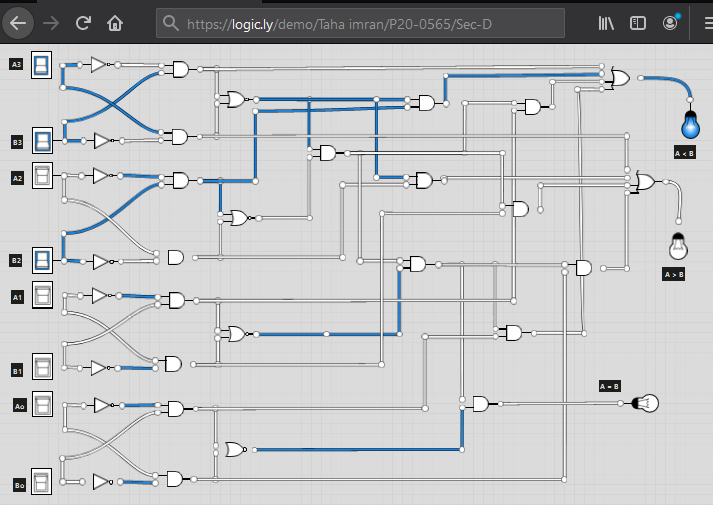 https://logic.ly/demo/Taha imran/P20-0565/Sec-D
A3
B3
A2
B2
A1
B1
Ao
Bo
A < B
A > B
A = B